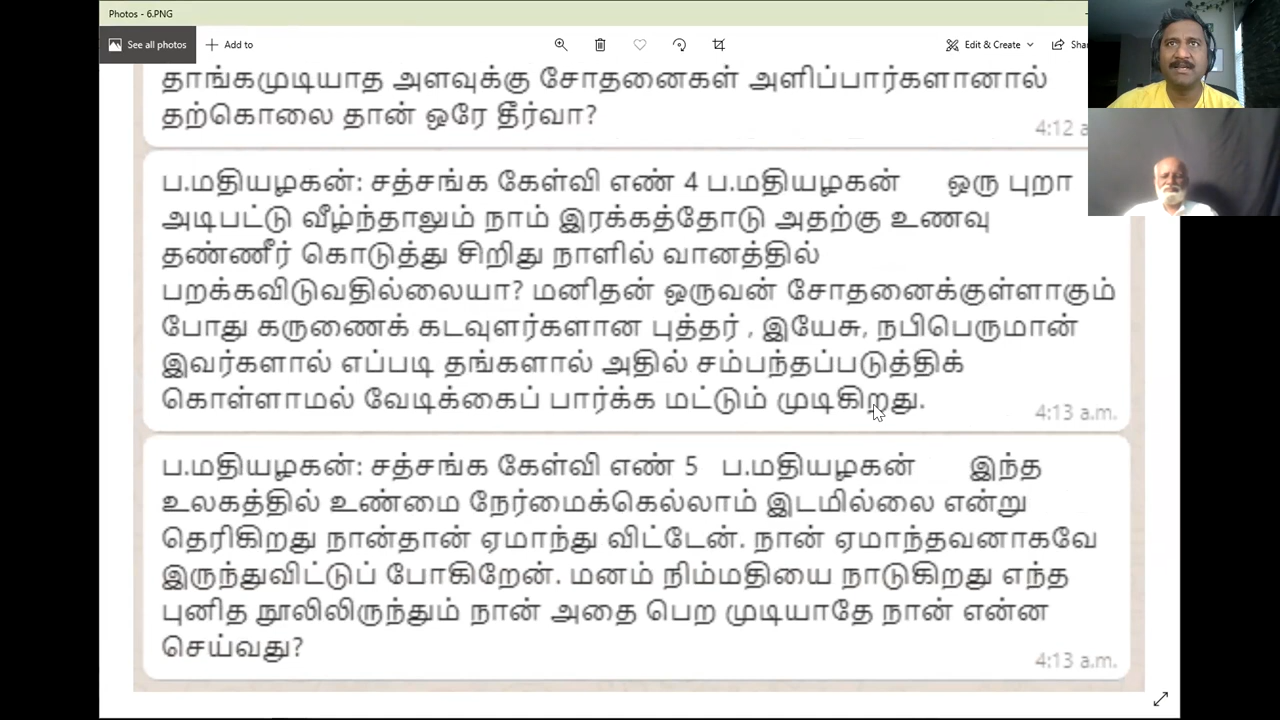 Photos - 6.PNG
See all photos
Add to
Edit & Create
தாங்கமுடியாத அளவுக்கு சோதனைகள் அளிப்பார்களானால்
தற்கொலை தான் ஒரே தீர்வா?
4:12 a
ப.மதியழகன்: சத்சங்க கேள்வி எண் 4 ப.மதியழகன் ஒரு புறா
அடிபட்டு வீழ்ந்தாலும் நாம் இரக்கத்தோடு அதற்கு உணவு
தண்ணீர் கொடுத்து சிறிது நாளில் வானத்தில்
பறக்கவிடுவதில்லையா? மனிதன் ஒருவன் சோதனைக்குள்ளாகும்
போது கருணைக் கடவுளர்களான புத்தர் , இயேசு, நபிபெருமான்
இவர்களால் எப்படி தங்களால் அதில் சம்பந்தப்படுத்திக்
கொள்ளாமல் வேடிக்கைப் பார்க்க மட்டும் முடிகிறது.
4:13 a.m.
ப.மதியழகன்: சத்சங்க கேள்வி எண் 5 ப.மதியழகன் இந்த
உலகத்தில் உண்மை நேர்மைக்கெல்லாம் இடமில்லை என்று
தெரிகிறது நான்தான் ஏமாந்து விட்டேன். நான் ஏமாந்தவனாகவே
இருந்துவிட்டுப் போகிறேன். மனம் நிம்மதியை நாடுகிறது எந்த
புனித நூலிலிருந்தும் நான் அதை பெற முடியாதே நான் என்ன
செய்வது?
4:13 a.m.